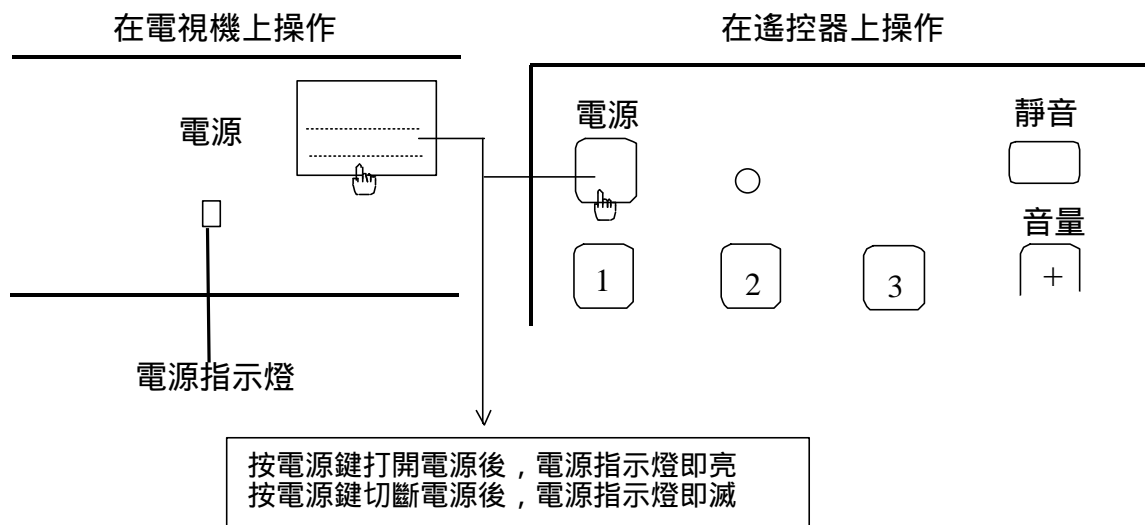 在電視機上操作
在遙控器上操作
電源
電源
靜音
音量
1
2
3
+
電源指示燈
按電源鍵打開電源後，電源指示燈即亮
按電源鍵切斷電源後，電源指示燈即滅